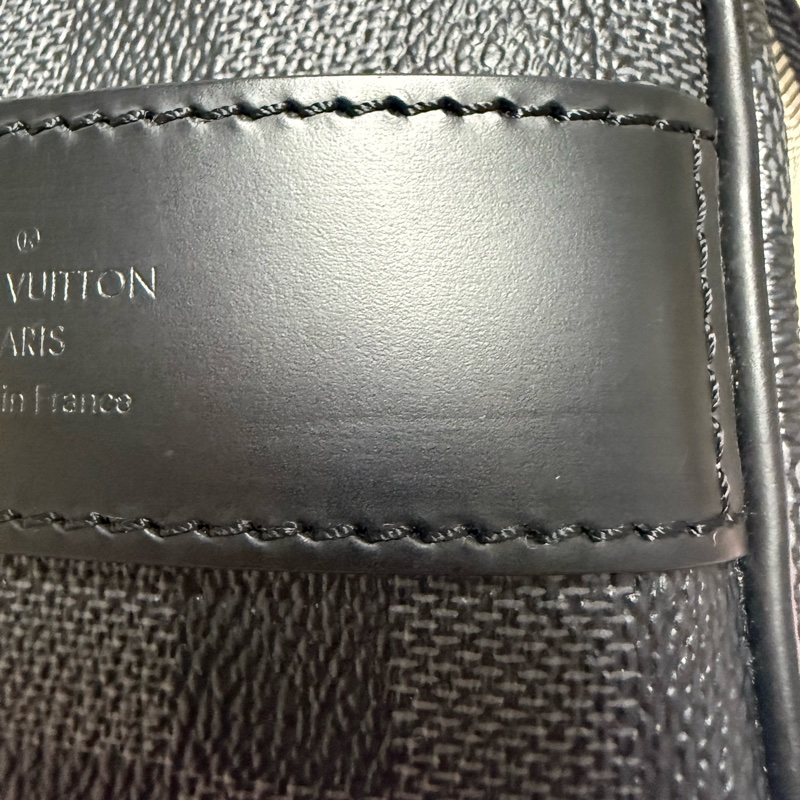 ®
VUITTON
ARIS
in France